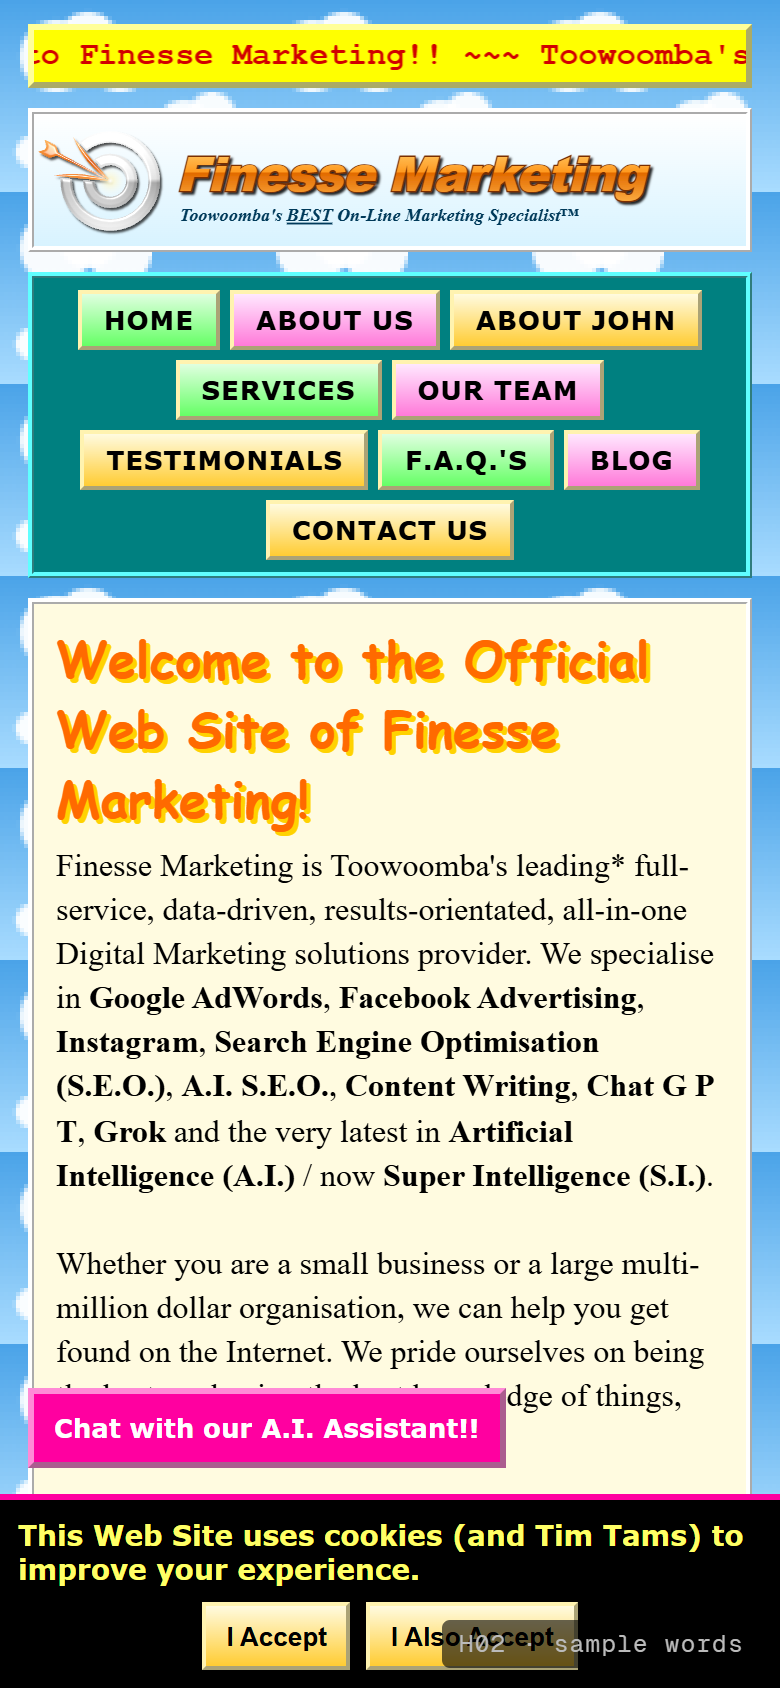 to Finesse Marketing!! ~~~ Toowoomba's
Finesse Marketing
Toowoomba's BEST On-Line Marketing Specialist™
HOME ABOUT US ABOUT JOHN
SERVICES OUR TEAM
TESTIMONIALS F.A.Q.'S BLOG
CONTACT US
Welcome to the Official
Web Site of Finesse
Marketing!
Finesse Marketing is Toowoomba's leading* full-
service, data-driven, results-orientated, all-in-one
Digital Marketing solutions provider. We specialise
in Google AdWords, Facebook Advertising,
Instagram, Search Engine Optimisation
(S.E.O.), A.I. S.E.O., Content Writing, Chat G P
T, Grok and the very latest in Artificial
Intelligence (A.I.) / now Super Intelligence (S.I.).
Whether you are a small business or a large multi-
million dollar organisation, we can help you get
found on the Internet. We pride ourselves on being
of things,
Chat with our A.I. Assistant!!
This Web Site uses cookies (and Tim Tams) to
improve your experience.
I Accept I Also Accept
H02 - sample words